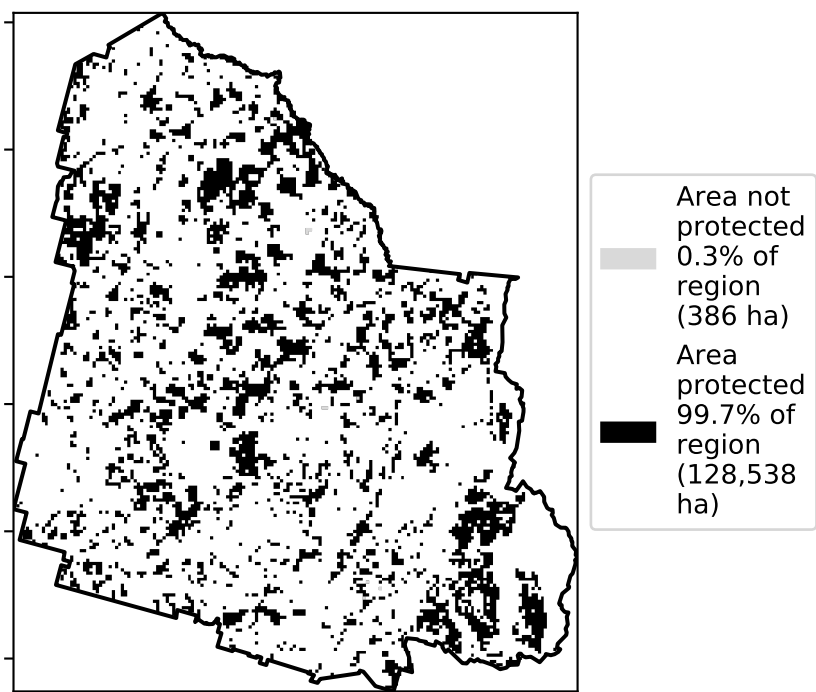 Area not
protected
0.3% of
region
(386 ha)
Area
protected
99.7% of
region
(128,538
ha)